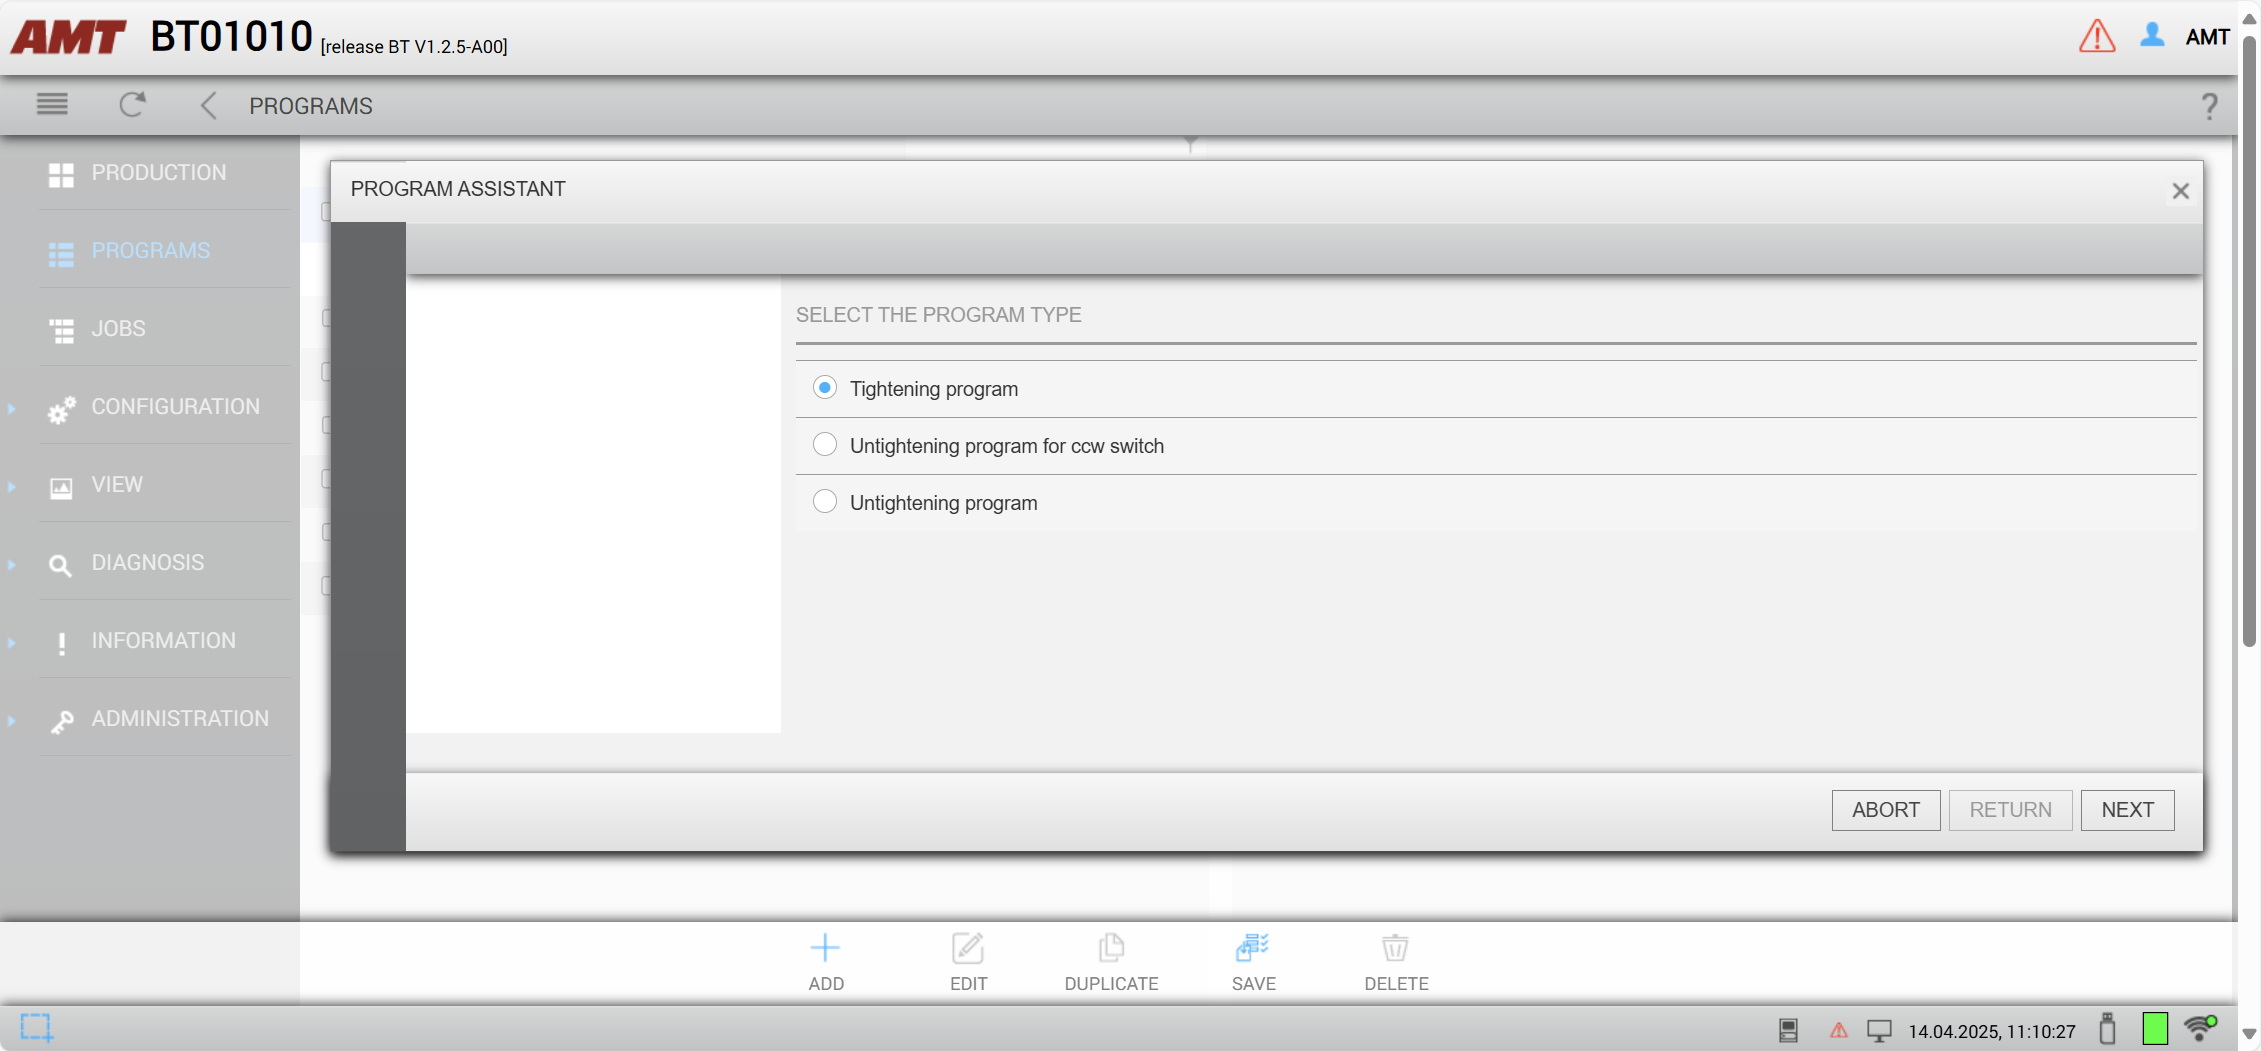 AMT BT01010 [release BT V1.2.5-A00]
AMT
PROGRAMS
?
PRODUCTION
PROGRAMS
JOBS
CONFIGURATION
VIEW
DIAGNOSIS
INFORMATION
ADMINISTRATION
PROGRAM ASSISTANT
SELECT THE PROGRAM TYPE
Tightening program
Untightening program for ccw switch
Untightening program
ABORT
RETURN
NEXT
ADD
EDIT
DUPLICATE
SAVE
DELETE
14.04.2025, 11:10:27